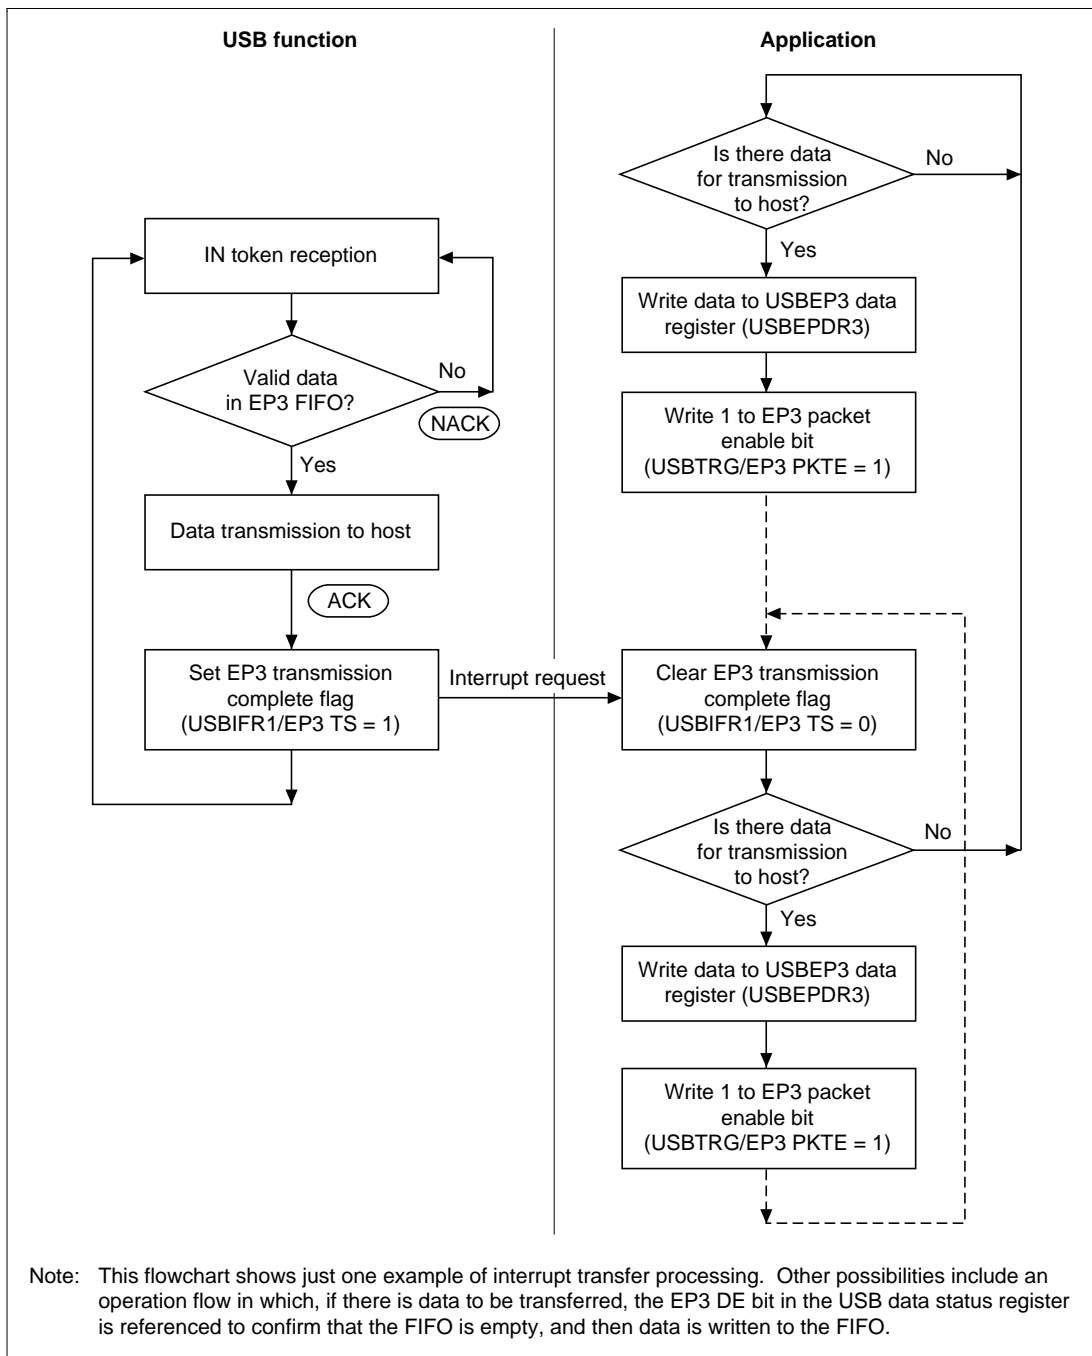 USB function
Application
IN token reception
Valid data
in EP3 FIFO?
No
NACK
Yes
Data transmission to host
ACK
Set EP3 transmission
complete flag
(USBIFR1/EP3 TS = 1)
Interrupt request
Is there data
for transmission
to host?
No
Yes
Write data to USBEP3 data
register (USBEPDR3)
Write 1 to EP3 packet
enable bit
(USBTRG/EP3 PKTE = 1)
Clear EP3 transmission
complete flag
(USBIFR1/EP3 TS = 0)
Is there data
for transmission
to host?
No
Yes
Write data to USBEP3 data
register (USBEPDR3)
Write 1 to EP3 packet
enable bit
(USBTRG/EP3 PKTE = 1)
Note: This flowchart shows just one example of interrupt transfer processing. Other possibilities include an
operation flow in which, if there is data to be transferred, the EP3 DE bit in the USB data status register
is referenced to confirm that the FIFO is empty, and then data is written to the FIFO.